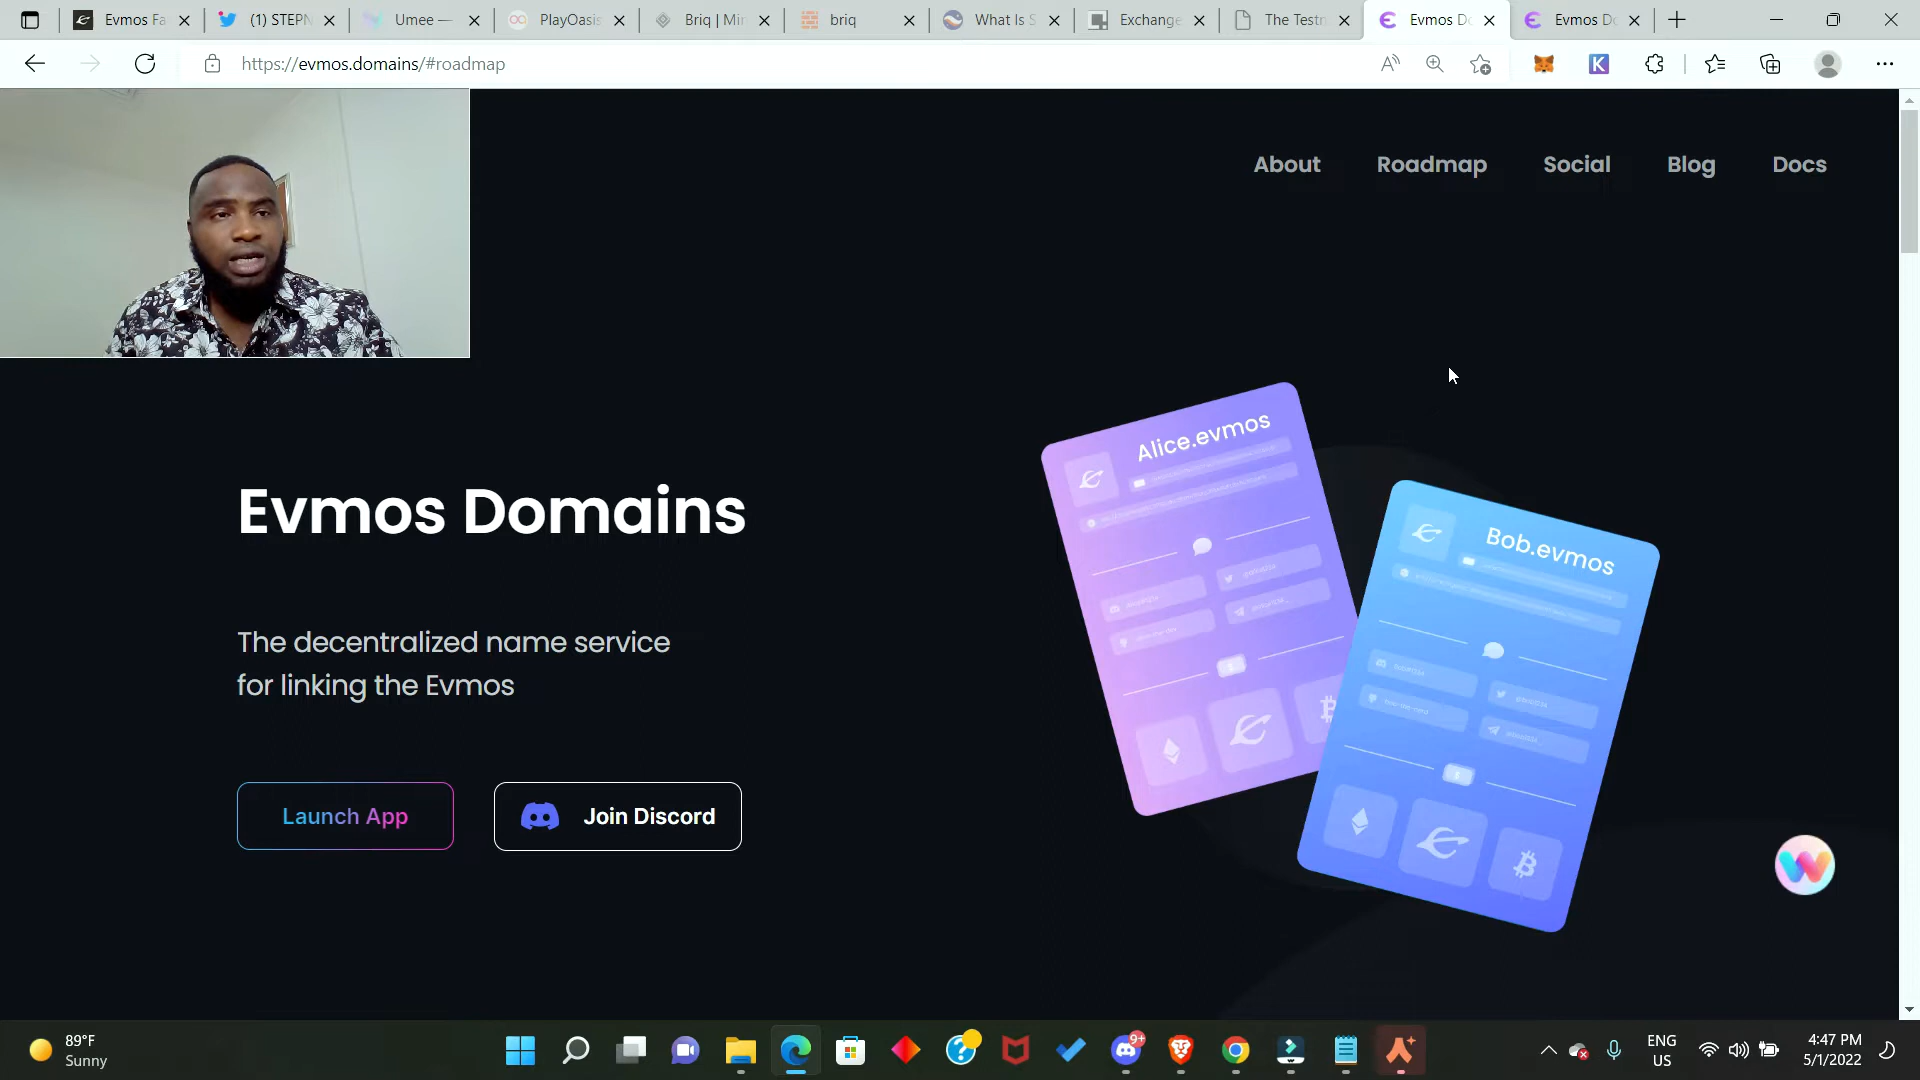 Evmos Fa
(1) STEPN
Umee —
PlayOasis
Briq | Min
briq
What Is S
Exchange
The Testn
Evmos Do
Evmos Do
https://evmos.domains/#roadmap
About
Roadmap
Social
Blog
Docs
Alice.evmos
Bob.evmos
Evmos Domains
The decentralized name service
for linking the Evmos
Launch App
Join Discord
89°F
Sunny
9+
ENG
US
4:47 PM
5/1/2022